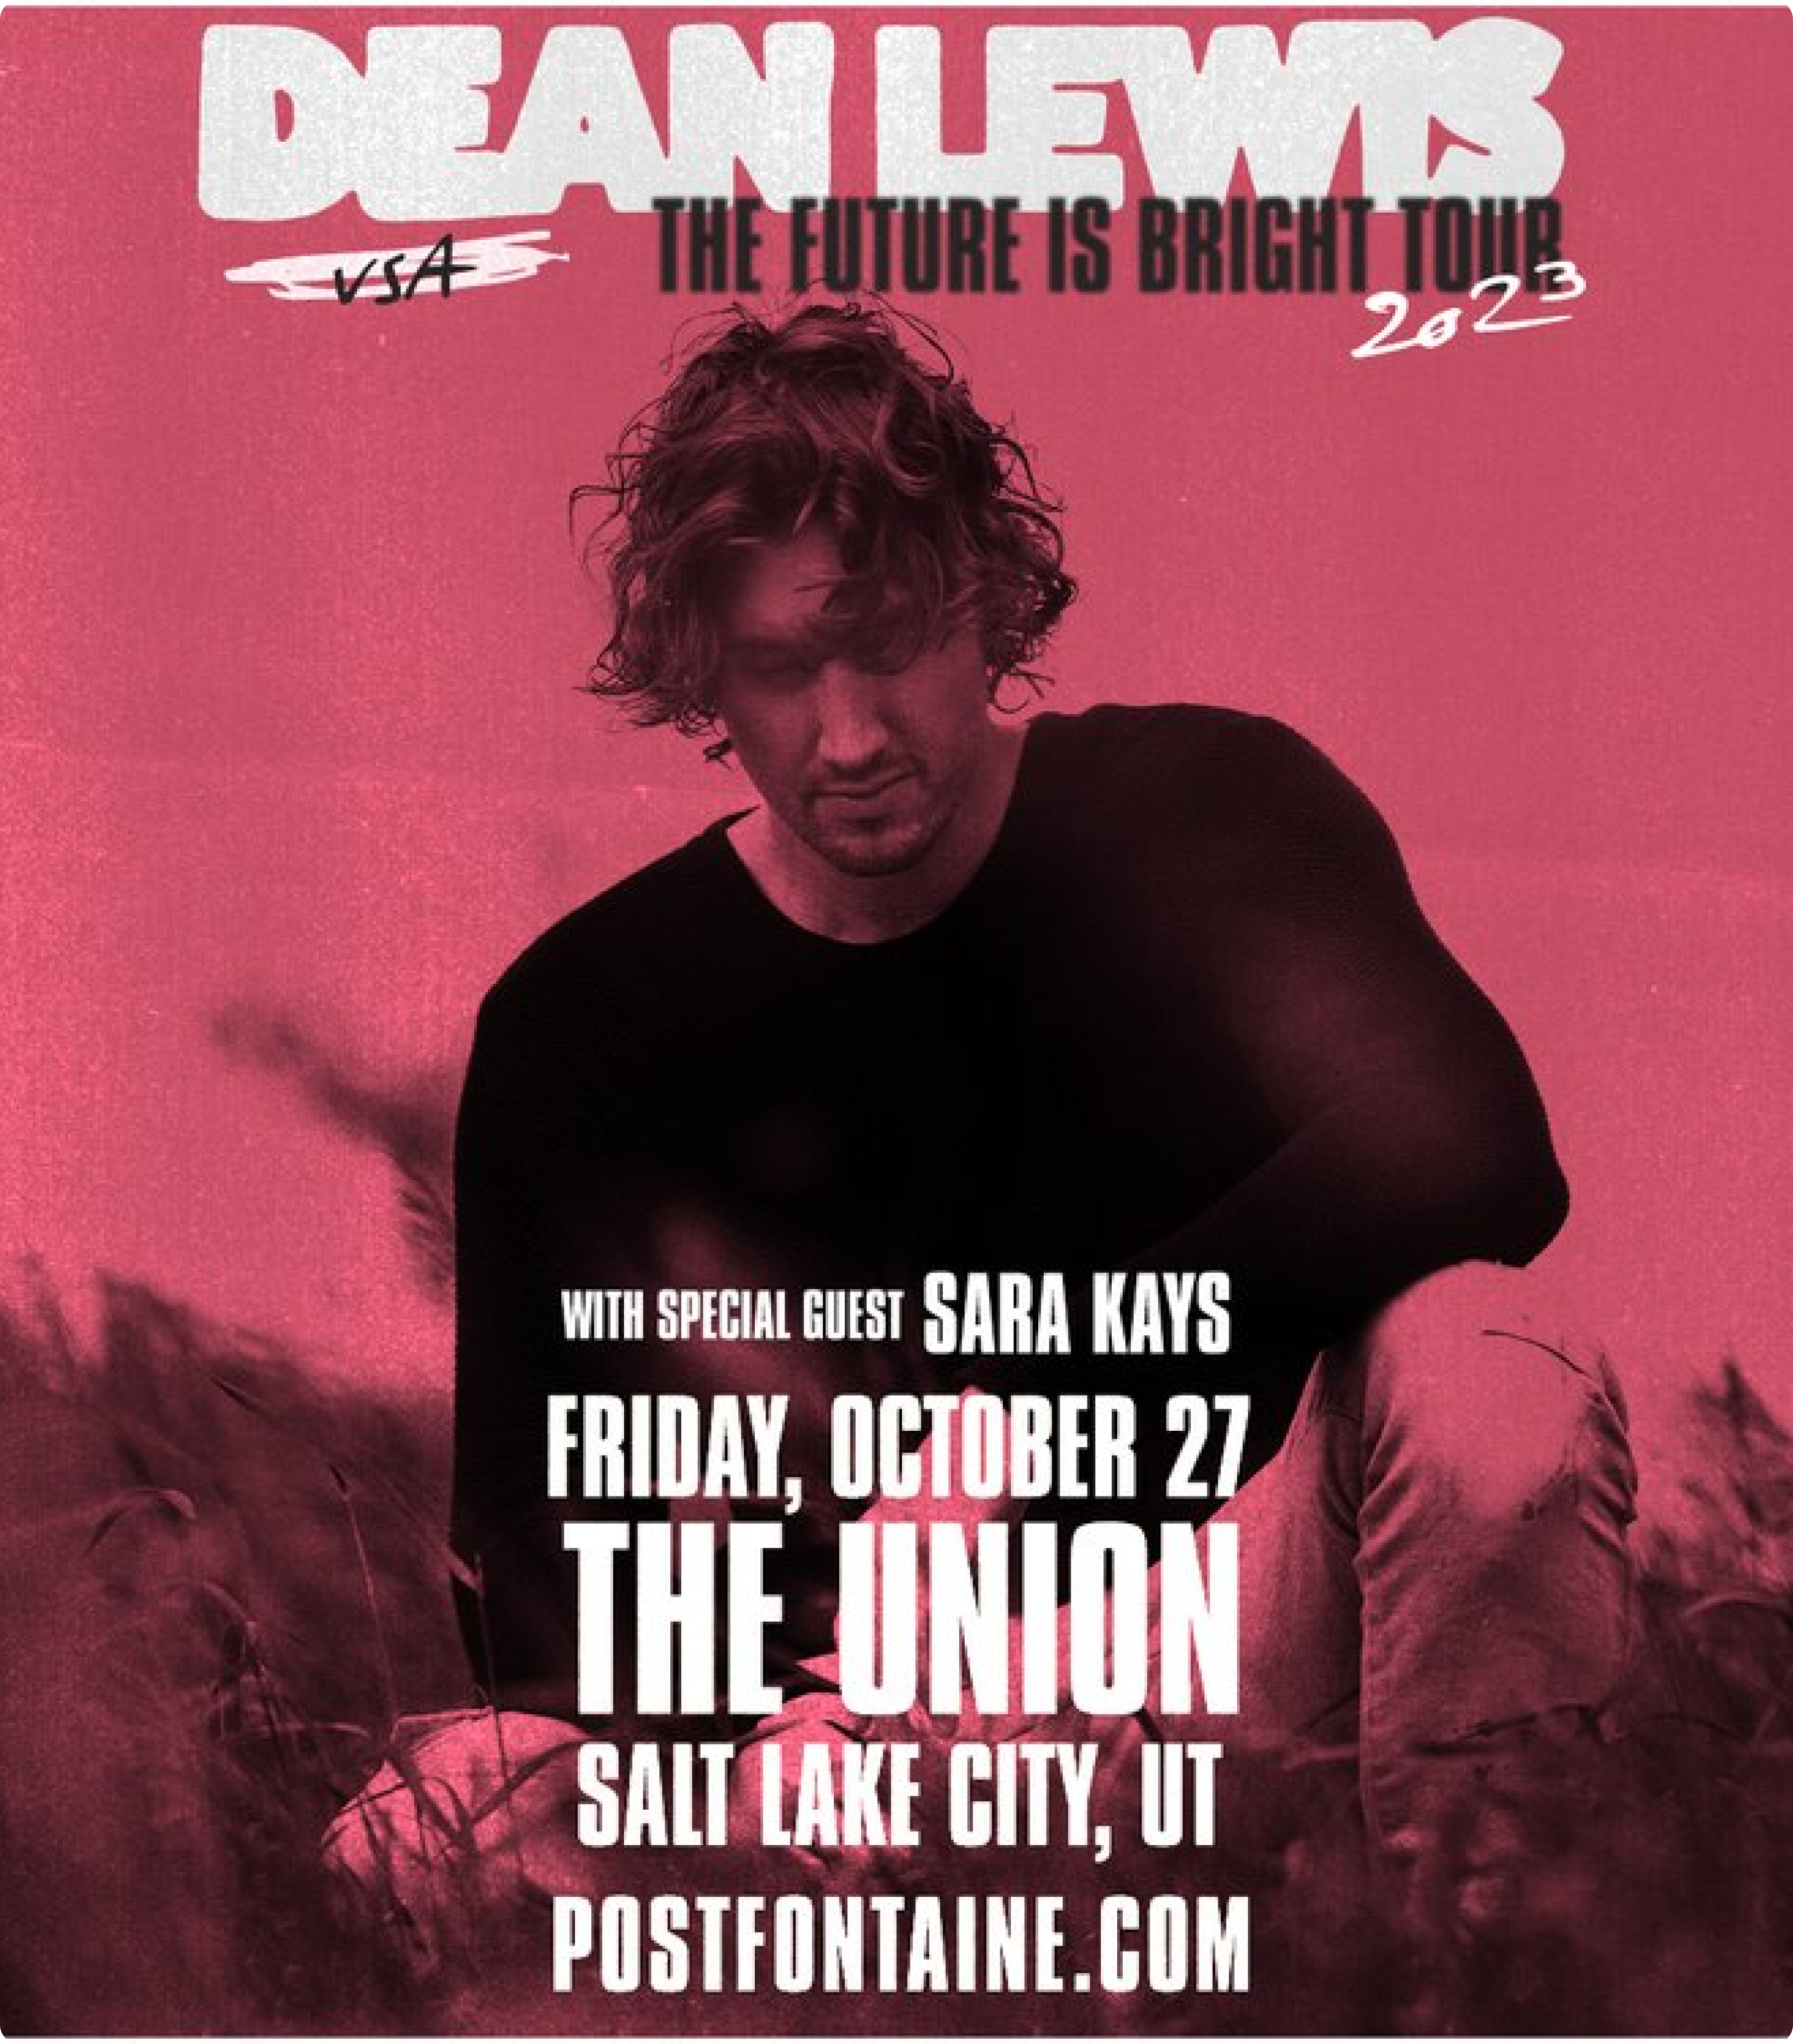 DEAN LEWIS
THE FUTURE IS BRIGHT TOUR
USA
2023
WITH SPECIAL GUEST SARA KAYS
FRIDAY, OCTOBER 27
THE UNION
SALT LAKE CITY, UT
POSTFONTAINE.COM